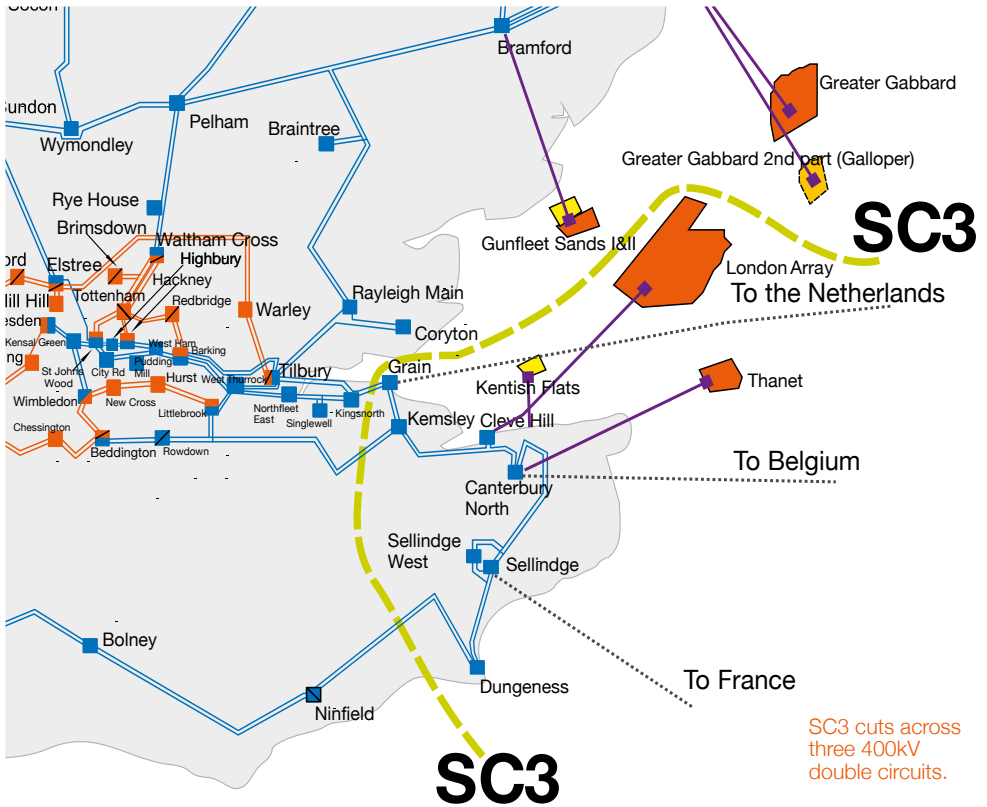 Bramford
Greater Gabbard
Pelham
Wymondley
Braintree
Greater Gabbard 2nd part (Galloper)
SC3
Rye House
Brimsdown
Waltham Cross
Gunfleet Sands I&II
Highbury
Elstree
Hackney
London Array
Tottenham
Redbridge
Rayleigh Main
To the Netherlands
Warley
Coryton
Kensal Green
West Ham
Barking
Pudding
Mill
St Johns
Wood
City Rd
Hurst
West Thurrock
Tilbury
Grain
Kentish Flats
Thanet
Wimbledon
New Cross
Littlebrook
Northfleet
East
Singlewell
Kingsnorth
Kemsley
Cleve Hill
Chessington
Beddington
Rowdown
To Belgium
Canterbury
North
Sellindge
West
Sellindge
Bolney
To France
Dungeness
Ninfield
SC3 cuts across
three 400kV
double circuits.
SC3